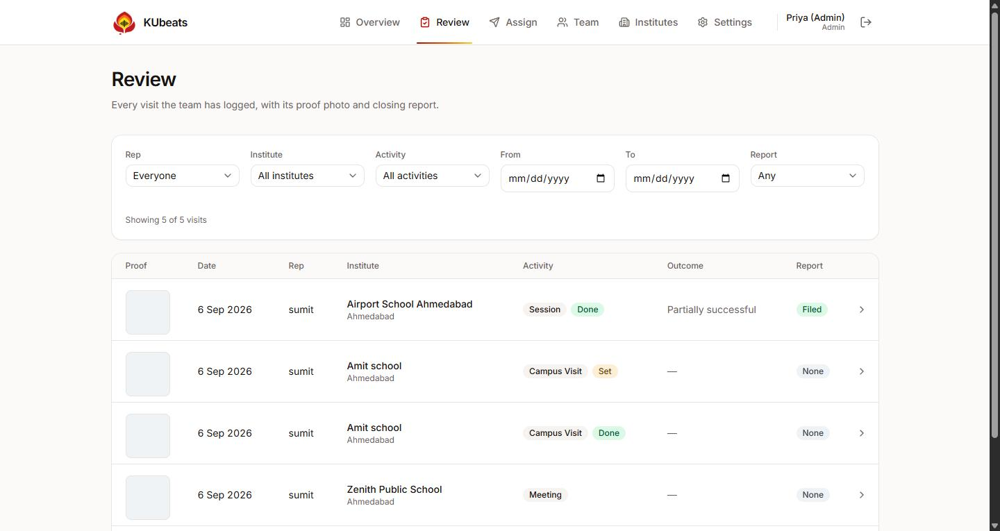 KUbeats
Overview
Review
Assign
Team
Institutes
Settings
Priya (Admin)
Admin
Review
Every visit the team has logged, with its proof photo and closing report.
Rep Institute Activity From To Report
Everyone All institutes All activities mm/dd/yyyy mm/dd/yyyy Any
Showing 5 of 5 visits
Proof Date Rep Institute Activity Outcome Report
6 Sep 2026 sumit Airport School Ahmedabad Session Done Partially successful Filed
Ahmedabad
6 Sep 2026 sumit Amit school Campus Visit Set — None
Ahmedabad
6 Sep 2026 sumit Amit school Campus Visit Done — None
Ahmedabad
6 Sep 2026 sumit Zenith Public School Meeting — None
Ahmedabad